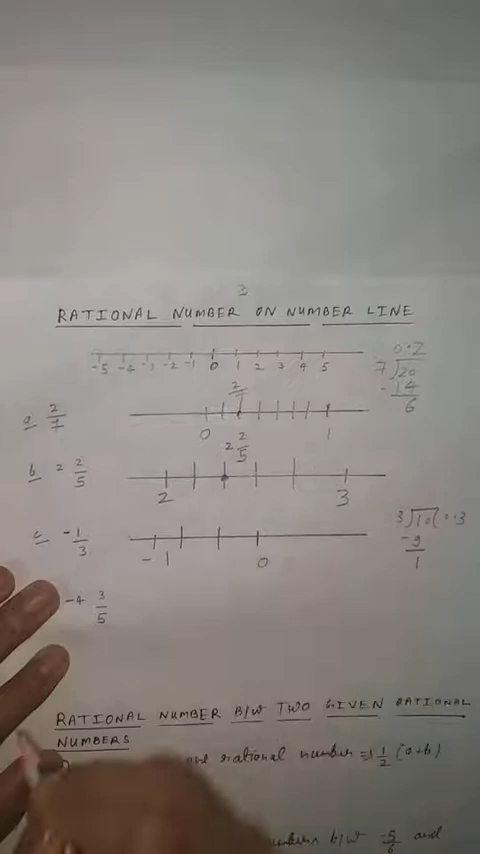 3
RATIONAL NUMBER ON NUMBER LINE
-5 -4 -3 -2 -1 0 1 2 3 4 5
0.2
7 20
- 14
6
a 2/7
2/7
0 1
b 2 2/5
2 2/5
2 3
c -1/3
-1 0
3 10 = .3
-9
1
-4 3/5
RATIONAL NUMBER B/W TWO GIVEN RATIONAL
NUMBERS
rational number = 1/2 (a+b)
b/w -5/6 and